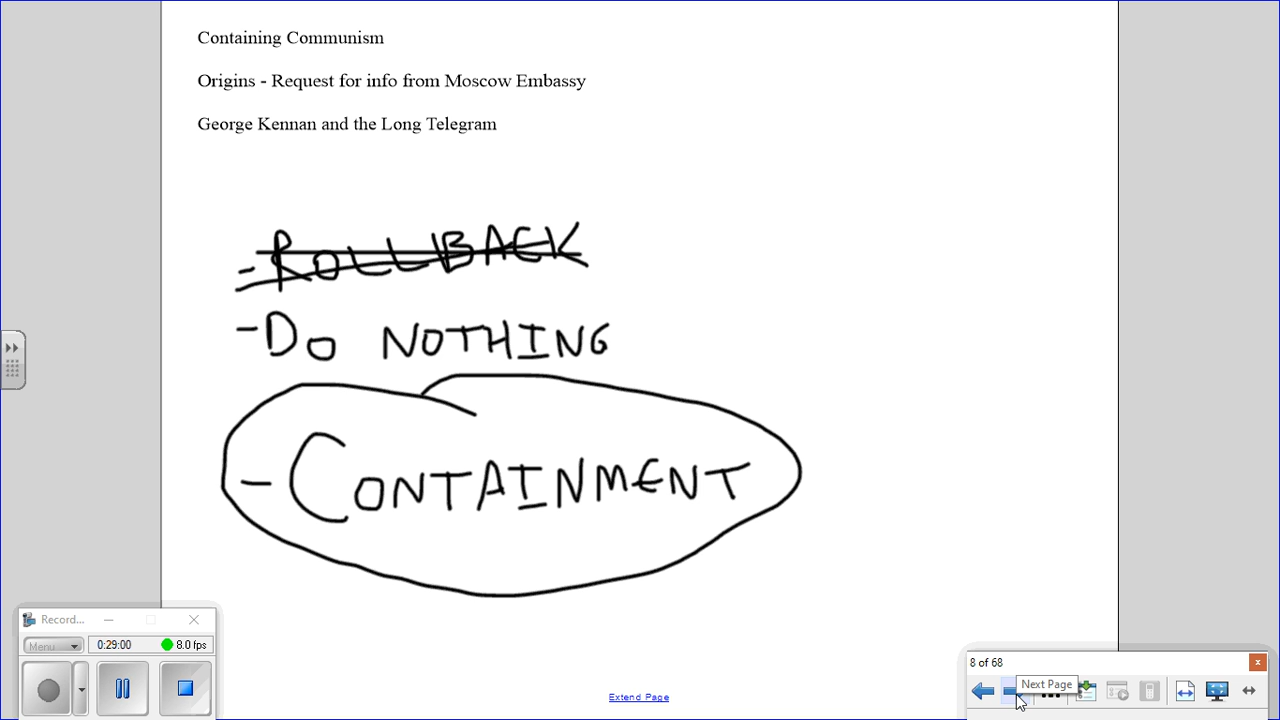 Containing Communism
Origins - Request for info from Moscow Embassy
George Kennan and the Long Telegram
- ROLLBACK
- DO NOTHING
- CONTAINMENT
Record...
Menu
0:29:00
8.0 fps
Extend Page
8 of 68
Next Page